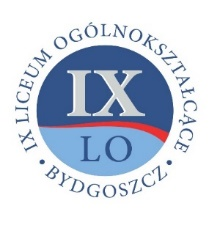 IX LICEUM OGÓLNOKSZTAŁCĄCE
IX
LO
• BYDGOSZCZ •